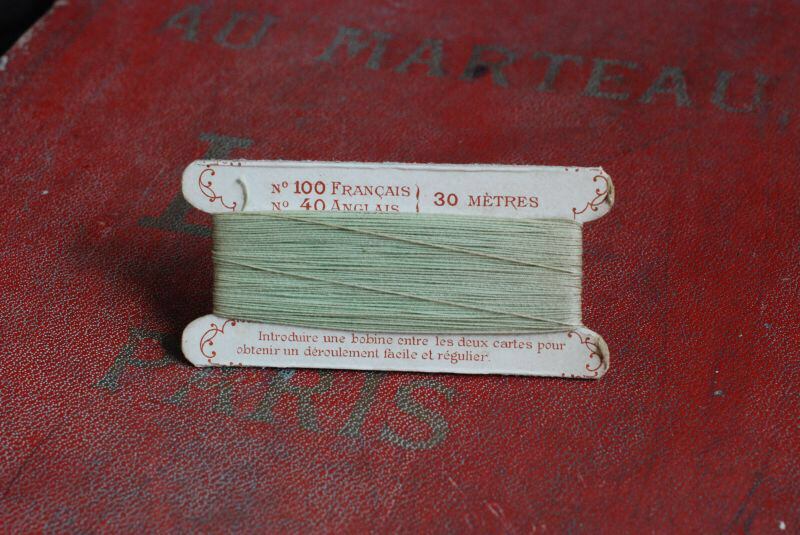 AU MARTEAU,
Nº 100 FRANÇAIS
Nº 40 ANGLAIS
30 MÈTRES
Introduire une bobine entre les deux cartes pour
obtenir un déroulement facile et régulier.
PARIS